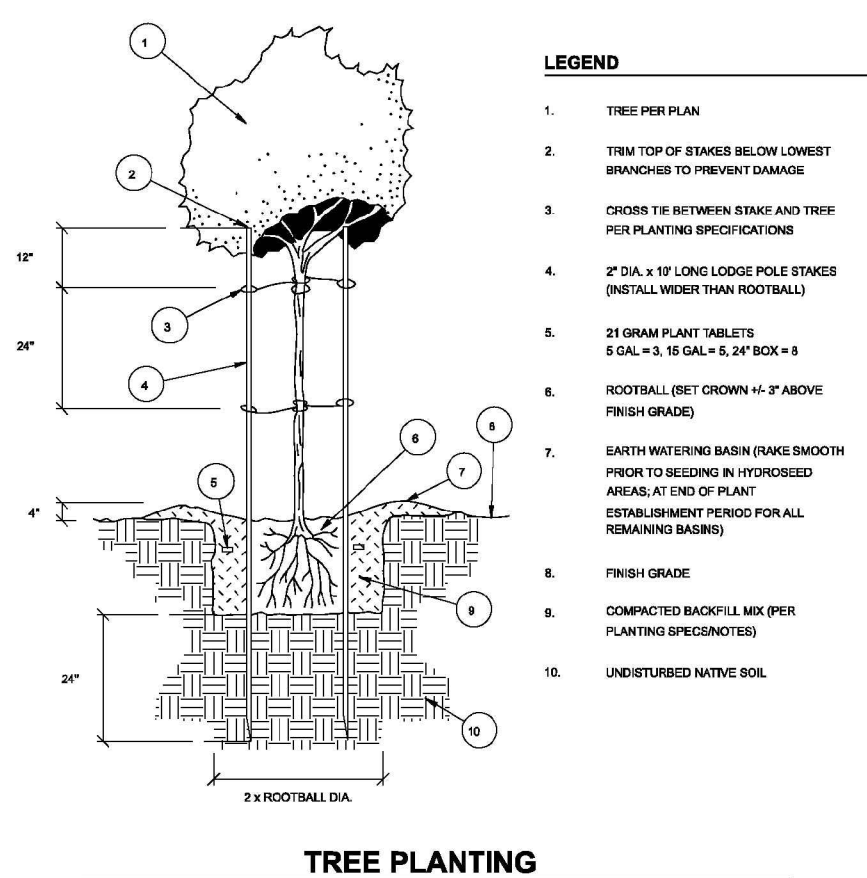 1
LEGEND
1. TREE PER PLAN
2. TRIM TOP OF STAKES BELOW LOWEST
BRANCHES TO PREVENT DAMAGE
2
3. CROSS TIE BETWEEN STAKE AND TREE
PER PLANTING SPECIFICATIONS
12"
4. 2" DIA. x 10' LONG LODGE POLE STAKES
(INSTALL WIDER THAN ROOTBALL)
3
24"
5. 21 GRAM PLANT TABLETS
5 GAL = 3, 15 GAL = 5, 24" BOX = 8
4
6. ROOTBALL (SET CROWN +/- 3" ABOVE
FINISH GRADE)
6
8
7. EARTH WATERING BASIN (RAKE SMOOTH
PRIOR TO SEEDING IN HYDROSEED
AREAS; AT END OF PLANT
ESTABLISHMENT PERIOD FOR ALL
REMAINING BASINS)
5
7
4"
8. FINISH GRADE
9. COMPACTED BACKFILL MIX (PER
PLANTING SPECS/NOTES)
9
10. UNDISTURBED NATIVE SOIL
24"
10
2 x ROOTBALL DIA.
TREE PLANTING